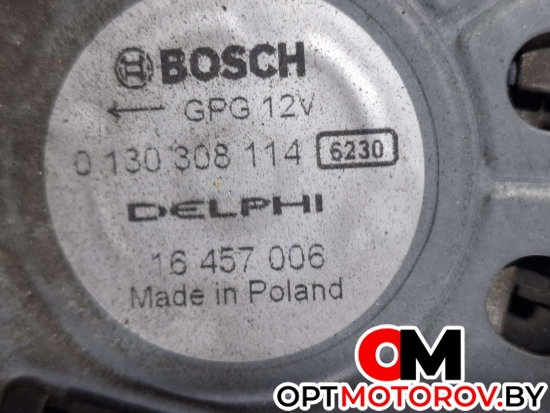 BOSCH
← GPG 12V
0 130 308 114 6230
DELPHI
16 457 006
Made in Poland
OM
OPTMOTOROV.BY